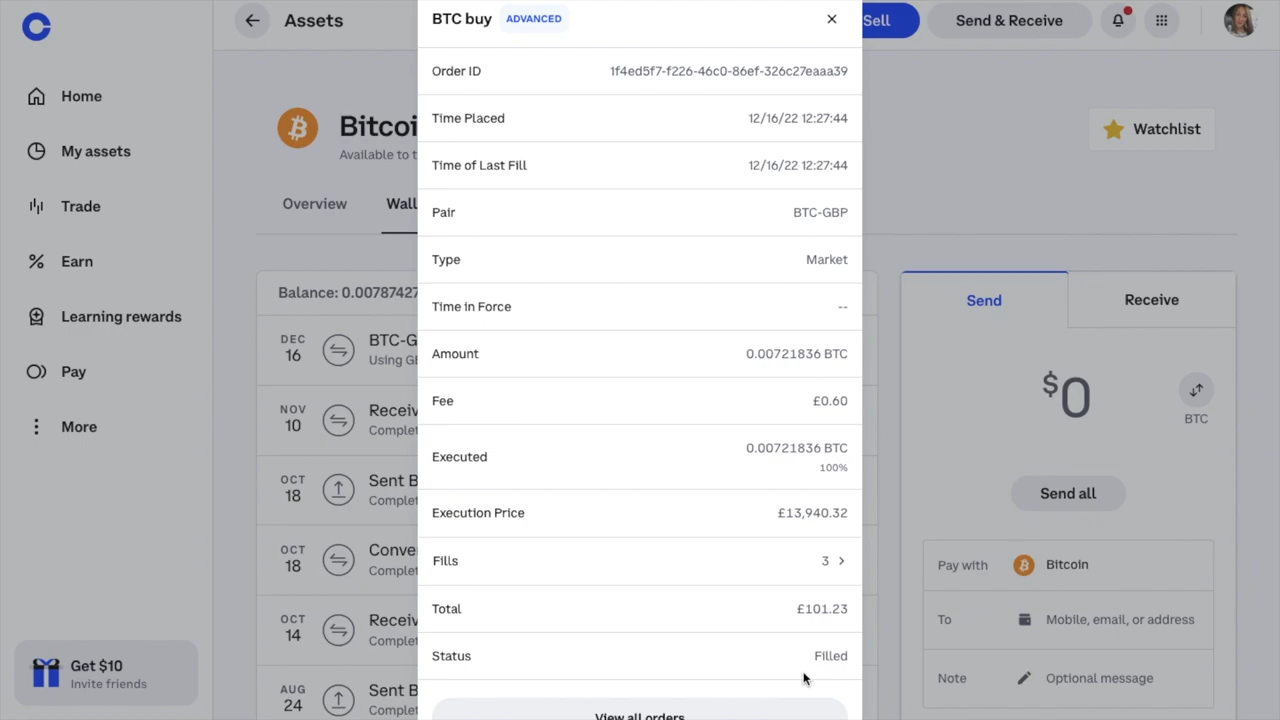 Assets
Sell
Send & Receive
Home
My assets
Trade
Earn
Learning rewards
Pay
More
Get $10
Invite friends
Bitcoi
Available to t
Watchlist
Overview
Wall
Balance: 0.00787427
DEC
16
BTC-G
Using GB
NOV
10
Receiv
Complet
OCT
18
Sent B
Complet
OCT
18
Conve
Complet
OCT
14
Receiv
Complet
AUG
24
Sent B
Complet
BTC buy ADVANCED
Order ID 1f4ed5f7-f226-46c0-86ef-326c27eaaa39
Time Placed 12/16/22 12:27:44
Time of Last Fill 12/16/22 12:27:44
Pair BTC-GBP
Type Market
Time in Force --
Amount 0.00721836 BTC
Fee £0.60
Executed 0.00721836 BTC
100%
Execution Price £13,940.32
Fills 3
Total £101.23
Status Filled
View all orders
Send Receive
$0
BTC
Send all
Pay with Bitcoin
To Mobile, email, or address
Note Optional message